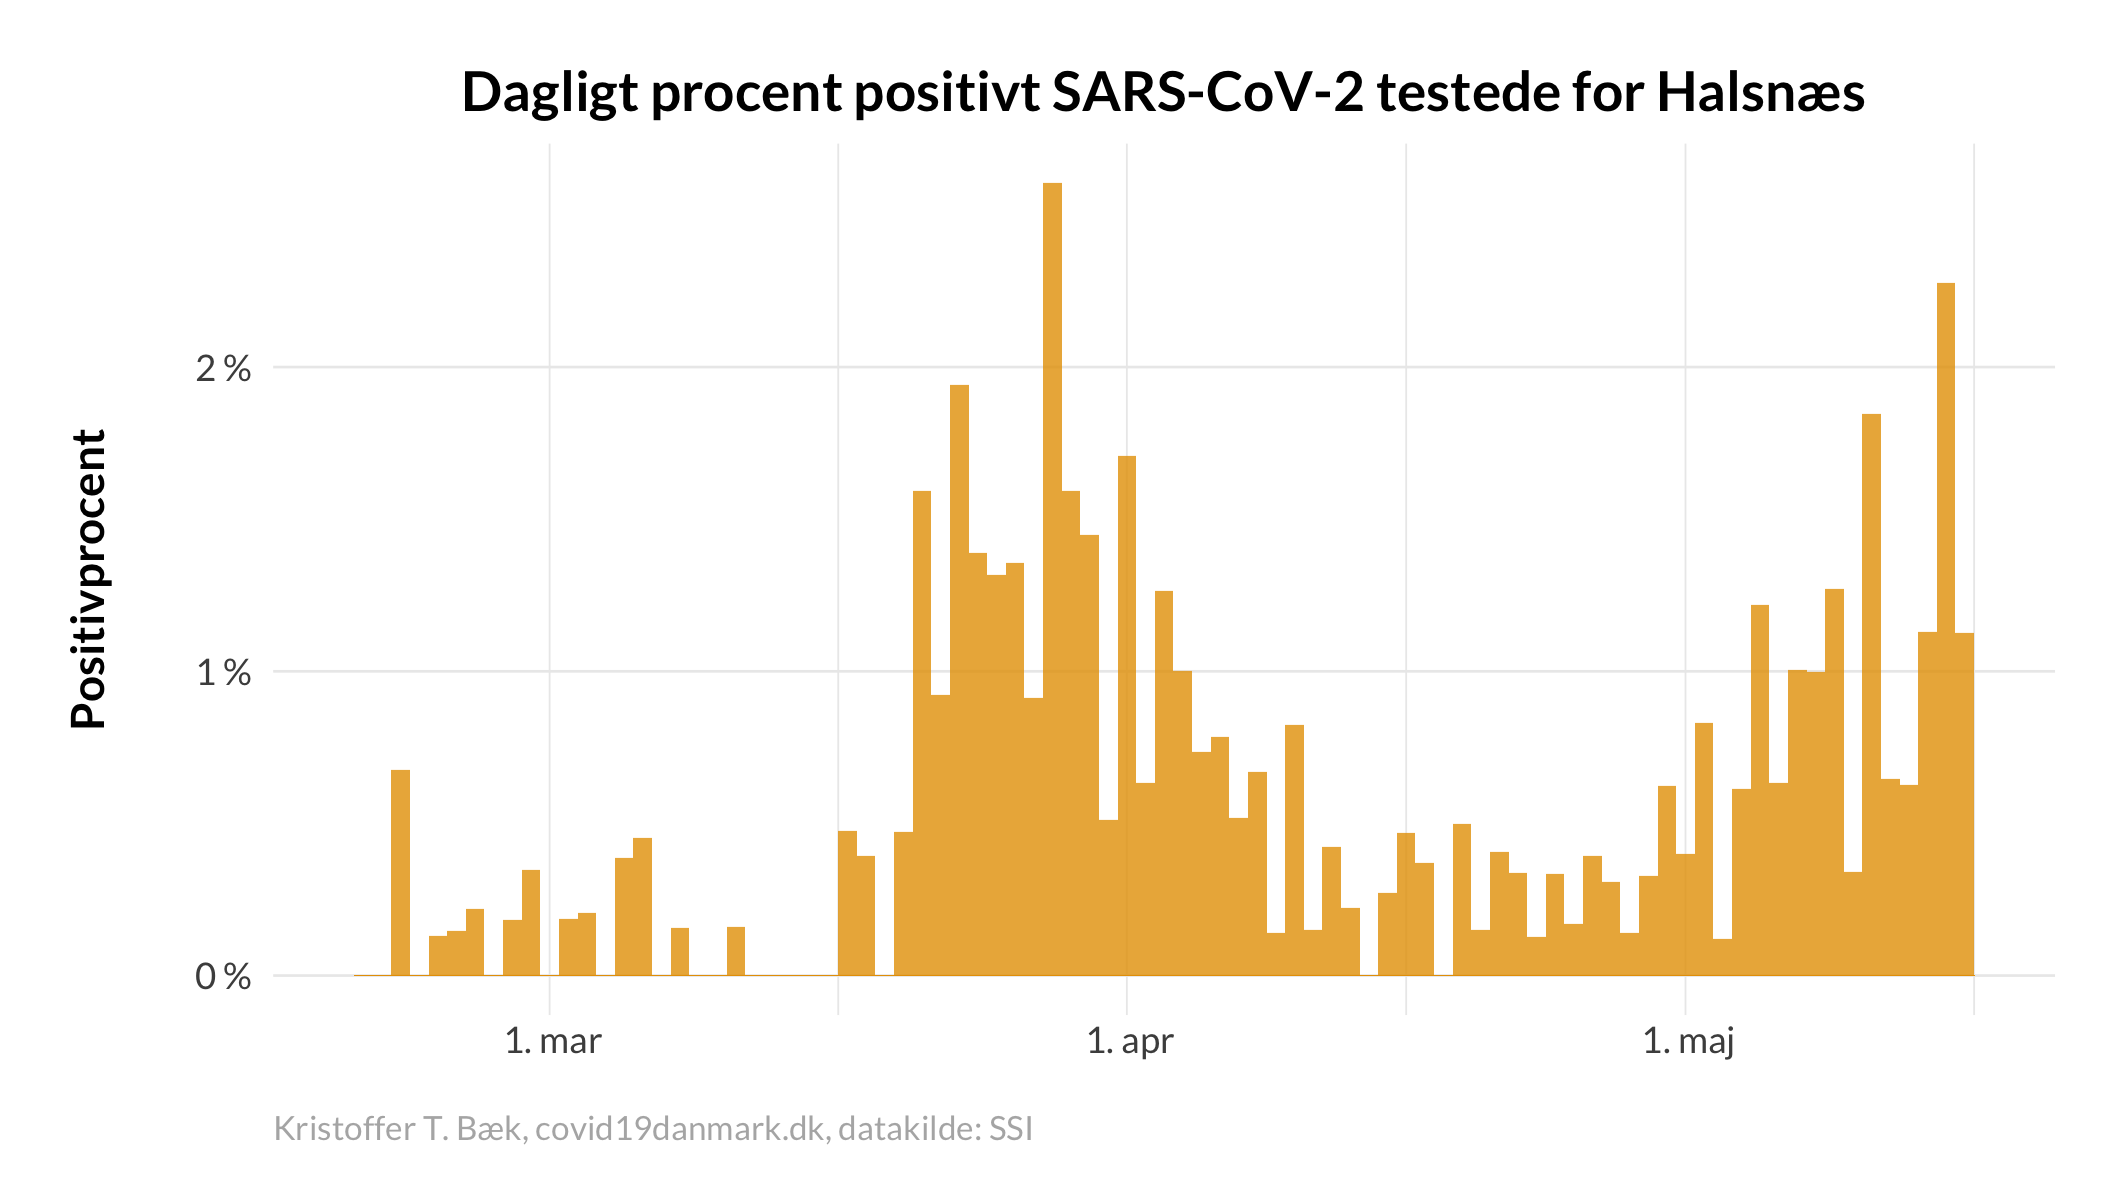 Dagligt procent positivt SARS-CoV-2 testede for Halsnæs
Positivprocent
2 %
1 %
0 %
1. mar
1. apr
1. maj
Kristoffer T. Bæk, covid19danmark.dk, datakilde: SSI